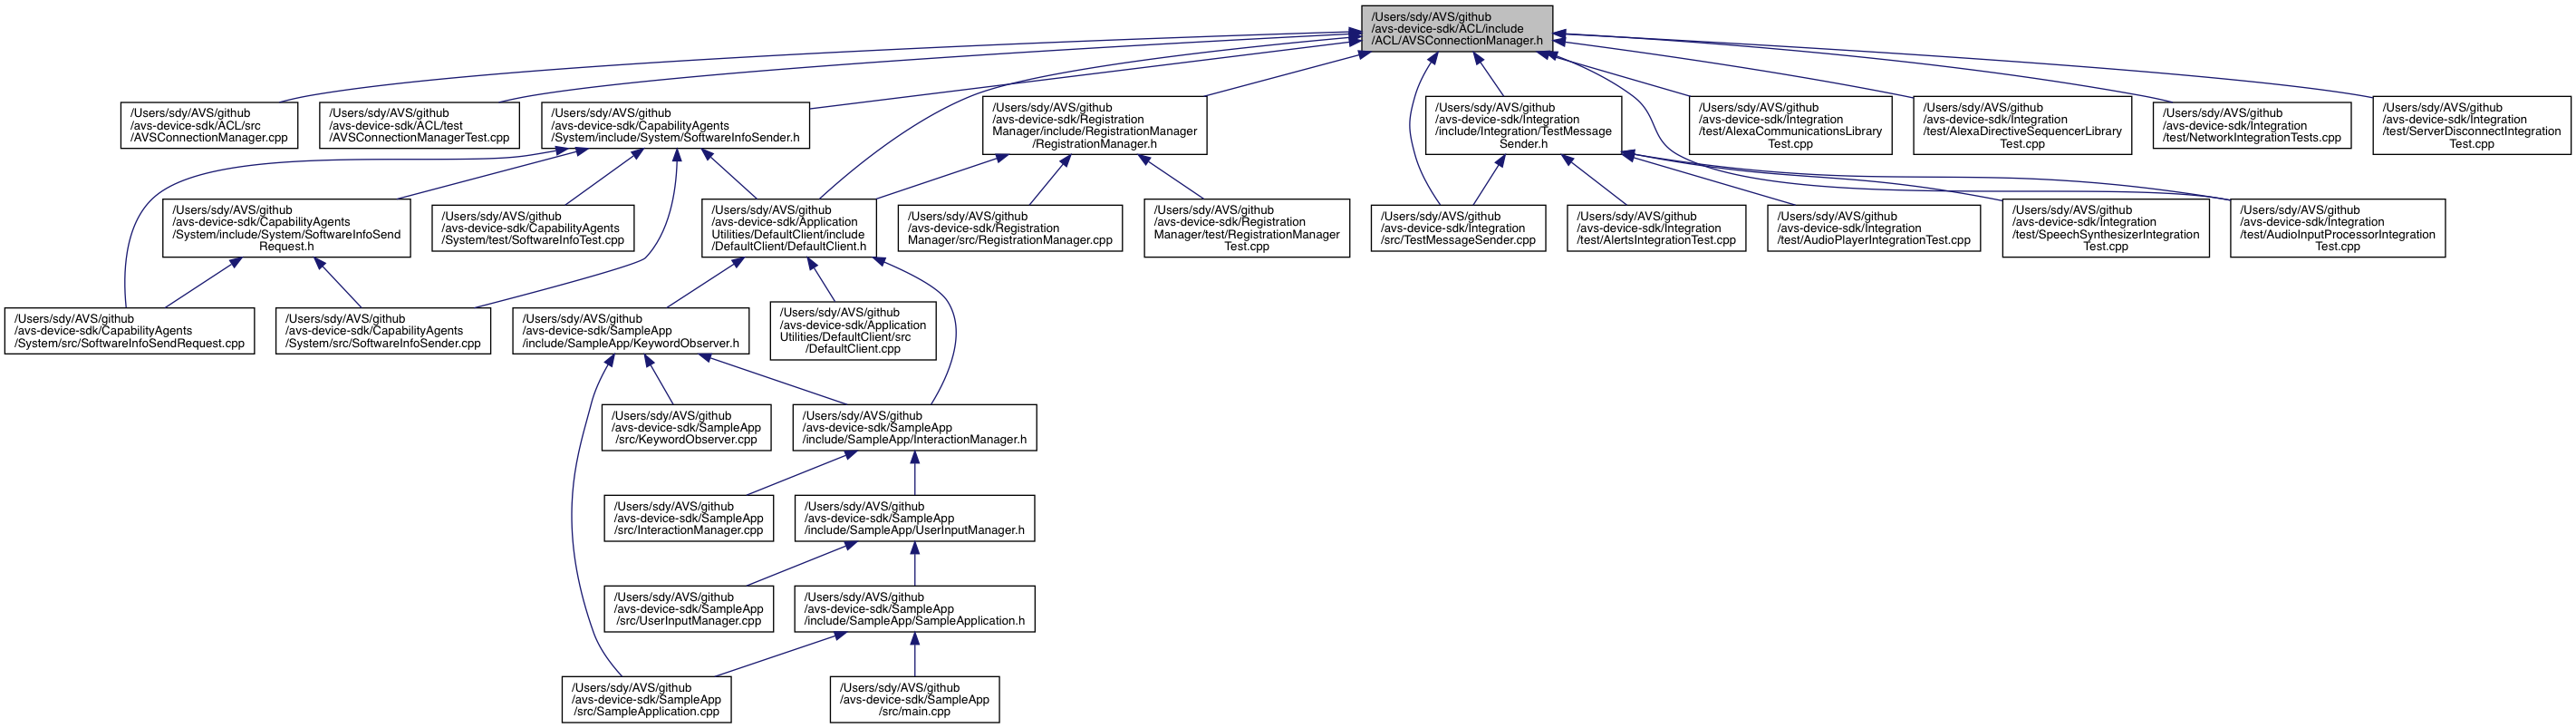 /Users/sdy/AVS/github
/avs-device-sdk/ACL/include
/ACL/AVSConnectionManager.h
/Users/sdy/AVS/github
/avs-device-sdk/ACL/src
/AVSConnectionManager.cpp
/Users/sdy/AVS/github
/avs-device-sdk/ACL/test
/AVSConnectionManagerTest.cpp
/Users/sdy/AVS/github
/avs-device-sdk/CapabilityAgents
/System/include/System/SoftwareInfoSender.h
/Users/sdy/AVS/github
/avs-device-sdk/Registration
Manager/include/RegistrationManager
/RegistrationManager.h
/Users/sdy/AVS/github
/avs-device-sdk/Integration
/include/Integration/TestMessage
Sender.h
/Users/sdy/AVS/github
/avs-device-sdk/Integration
/test/AlexaCommunicationsLibrary
Test.cpp
/Users/sdy/AVS/github
/avs-device-sdk/Integration
/test/AlexaDirectiveSequencerLibrary
Test.cpp
/Users/sdy/AVS/github
/avs-device-sdk/Integration
/test/NetworkIntegrationTests.cpp
/Users/sdy/AVS/github
/avs-device-sdk/Integration
/test/ServerDisconnectIntegration
Test.cpp
/Users/sdy/AVS/github
/avs-device-sdk/CapabilityAgents
/System/include/System/SoftwareInfoSend
Request.h
/Users/sdy/AVS/github
/avs-device-sdk/CapabilityAgents
/System/test/SoftwareInfoTest.cpp
/Users/sdy/AVS/github
/avs-device-sdk/Application
Utilities/DefaultClient/include
/DefaultClient/DefaultClient.h
/Users/sdy/AVS/github
/avs-device-sdk/Registration
Manager/src/RegistrationManager.cpp
/Users/sdy/AVS/github
/avs-device-sdk/Registration
Manager/test/RegistrationManager
Test.cpp
/Users/sdy/AVS/github
/avs-device-sdk/Integration
/src/TestMessageSender.cpp
/Users/sdy/AVS/github
/avs-device-sdk/Integration
/test/AlertsIntegrationTest.cpp
/Users/sdy/AVS/github
/avs-device-sdk/Integration
/test/AudioPlayerIntegrationTest.cpp
/Users/sdy/AVS/github
/avs-device-sdk/Integration
/test/SpeechSynthesizerIntegration
Test.cpp
/Users/sdy/AVS/github
/avs-device-sdk/Integration
/test/AudioInputProcessorIntegration
Test.cpp
/Users/sdy/AVS/github
/avs-device-sdk/CapabilityAgents
/System/src/SoftwareInfoSendRequest.cpp
/Users/sdy/AVS/github
/avs-device-sdk/CapabilityAgents
/System/src/SoftwareInfoSender.cpp
/Users/sdy/AVS/github
/avs-device-sdk/SampleApp
/include/SampleApp/KeywordObserver.h
/Users/sdy/AVS/github
/avs-device-sdk/Application
Utilities/DefaultClient/src
/DefaultClient.cpp
/Users/sdy/AVS/github
/avs-device-sdk/SampleApp
/src/KeywordObserver.cpp
/Users/sdy/AVS/github
/avs-device-sdk/SampleApp
/include/SampleApp/InteractionManager.h
/Users/sdy/AVS/github
/avs-device-sdk/SampleApp
/src/InteractionManager.cpp
/Users/sdy/AVS/github
/avs-device-sdk/SampleApp
/include/SampleApp/UserInputManager.h
/Users/sdy/AVS/github
/avs-device-sdk/SampleApp
/src/UserInputManager.cpp
/Users/sdy/AVS/github
/avs-device-sdk/SampleApp
/include/SampleApp/SampleApplication.h
/Users/sdy/AVS/github
/avs-device-sdk/SampleApp
/src/SampleApplication.cpp
/Users/sdy/AVS/github
/avs-device-sdk/SampleApp
/src/main.cpp